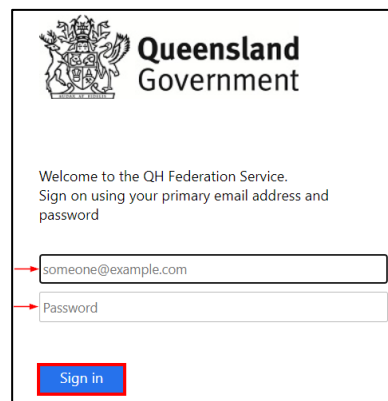 Queensland
Government
Welcome to the QH Federation Service.
Sign on using your primary email address and
password
someone@example.com
Password
Sign in